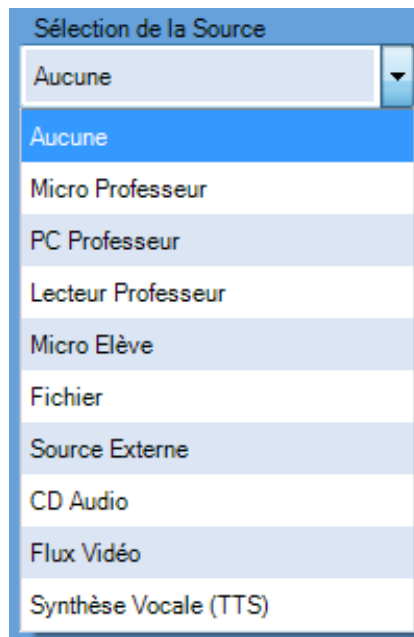 Sélection de la Source
Aucune
Aucune
Micro Professeur
PC Professeur
Lecteur Professeur
Micro Elève
Fichier
Source Externe
CD Audio
Flux Vidéo
Synthèse Vocale (TTS)